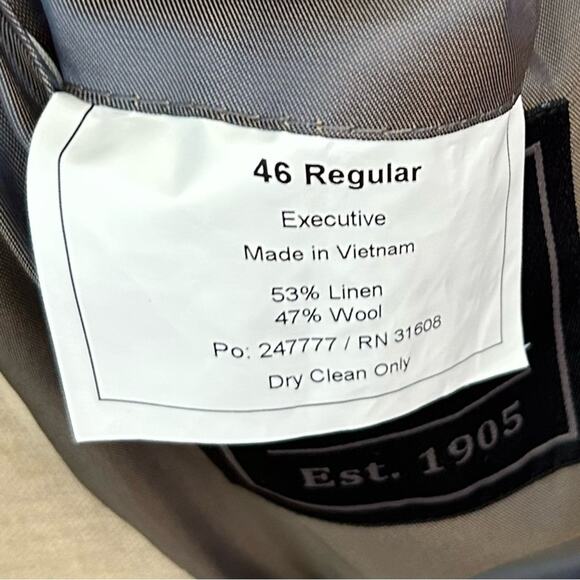 46 Regular
Executive
Made in Vietnam
53% Linen
47% Wool
Po: 247777 / RN 31608
Dry Clean Only
Est. 1905